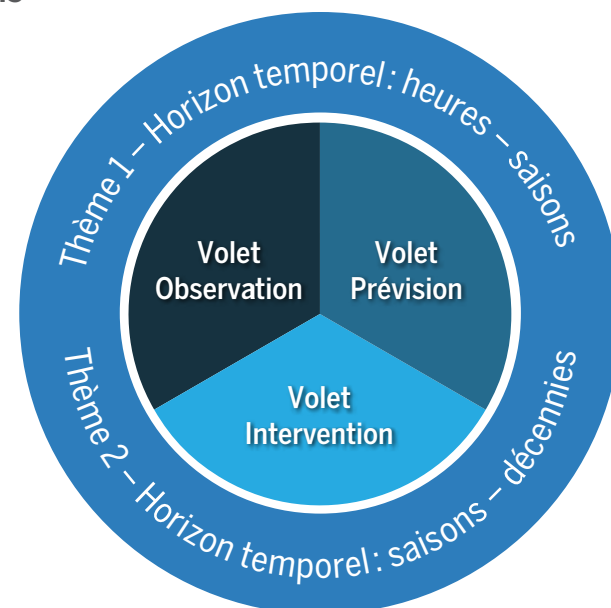 Thème 1 – Horizon temporel : heures – saisons
Volet
Observation
Volet
Prévision
Volet
Intervention
Thème 2 – Horizon temporel : saisons – décennies